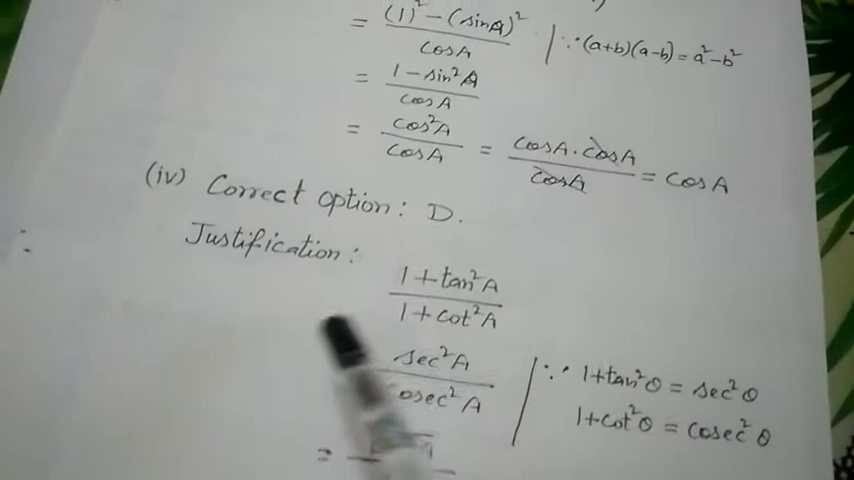 = (1)² - (sinA)² / cosA | ∵ (a+b)(a-b) = a² - b²
= 1 - sin²A / cosA
= cos²A / cosA = cosA . cosA / cosA = cosA
(iv) Correct option: D.
Justification:
1 + tan²A / 1 + cot²A
sec²A / cosec²A | ∵ 1 + tan²θ = sec²θ
1 + cot²θ = cosec²θ
=